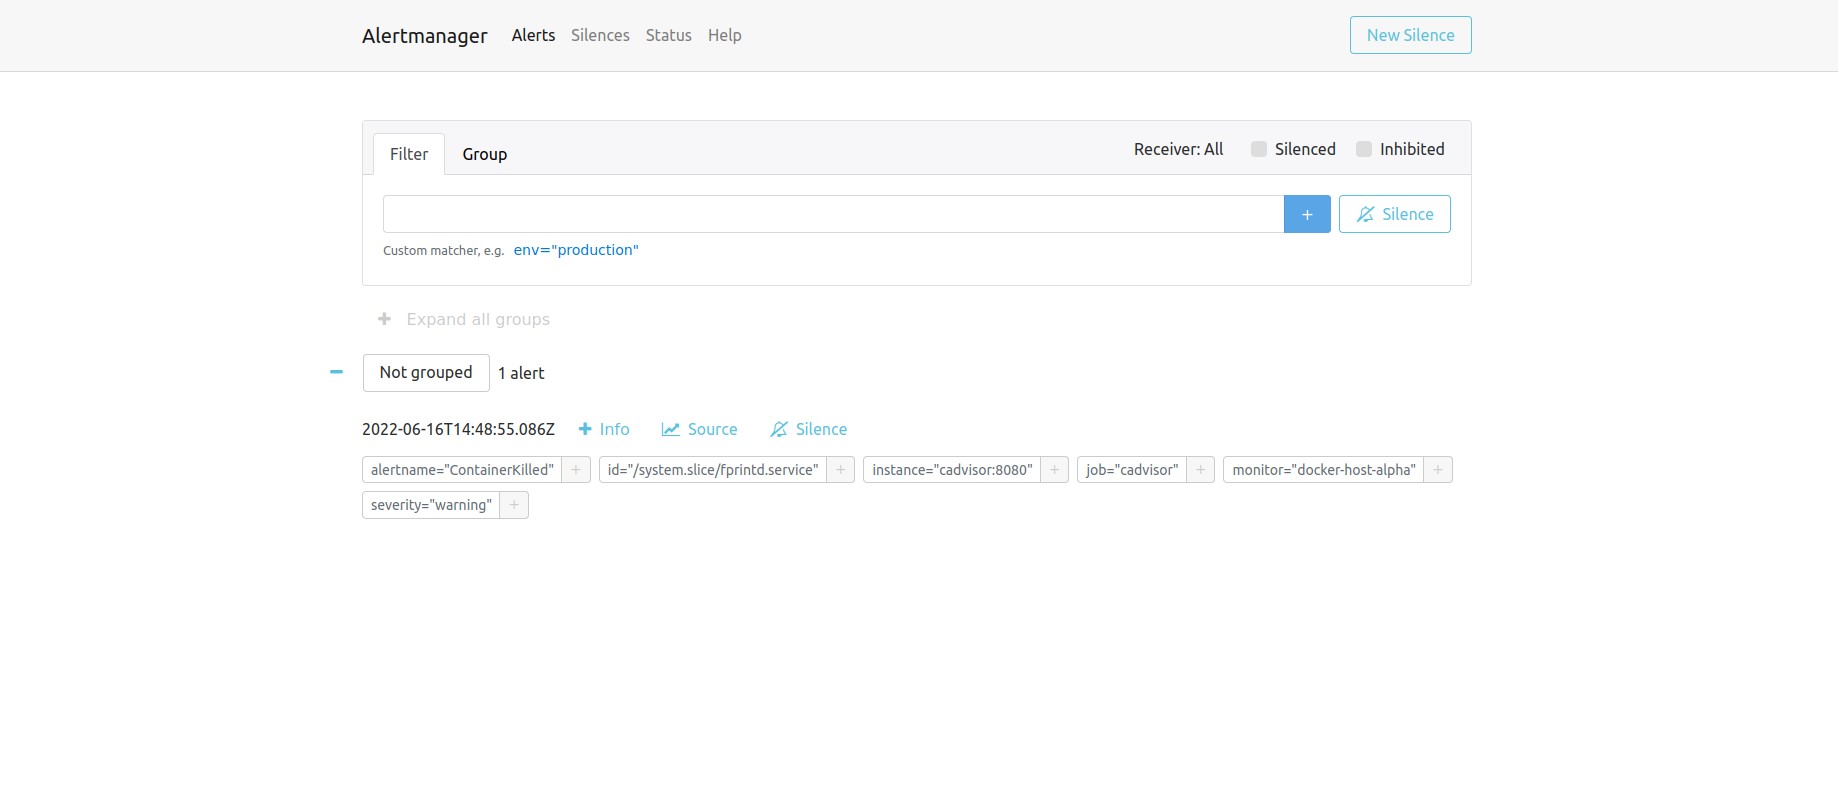 Alertmanager Alerts Silences Status Help New Silence
Filter Group Receiver: All Silenced Inhibited
+ Silence
Custom matcher, e.g. env="production"
+ Expand all groups
− Not grouped 1 alert
2022-06-16T14:48:55.086Z + Info Source Silence
alertname="ContainerKilled" + id="/system.slice/fprintd.service" + instance="cadvisor:8080" + job="cadvisor" + monitor="docker-host-alpha" +
severity="warning" +